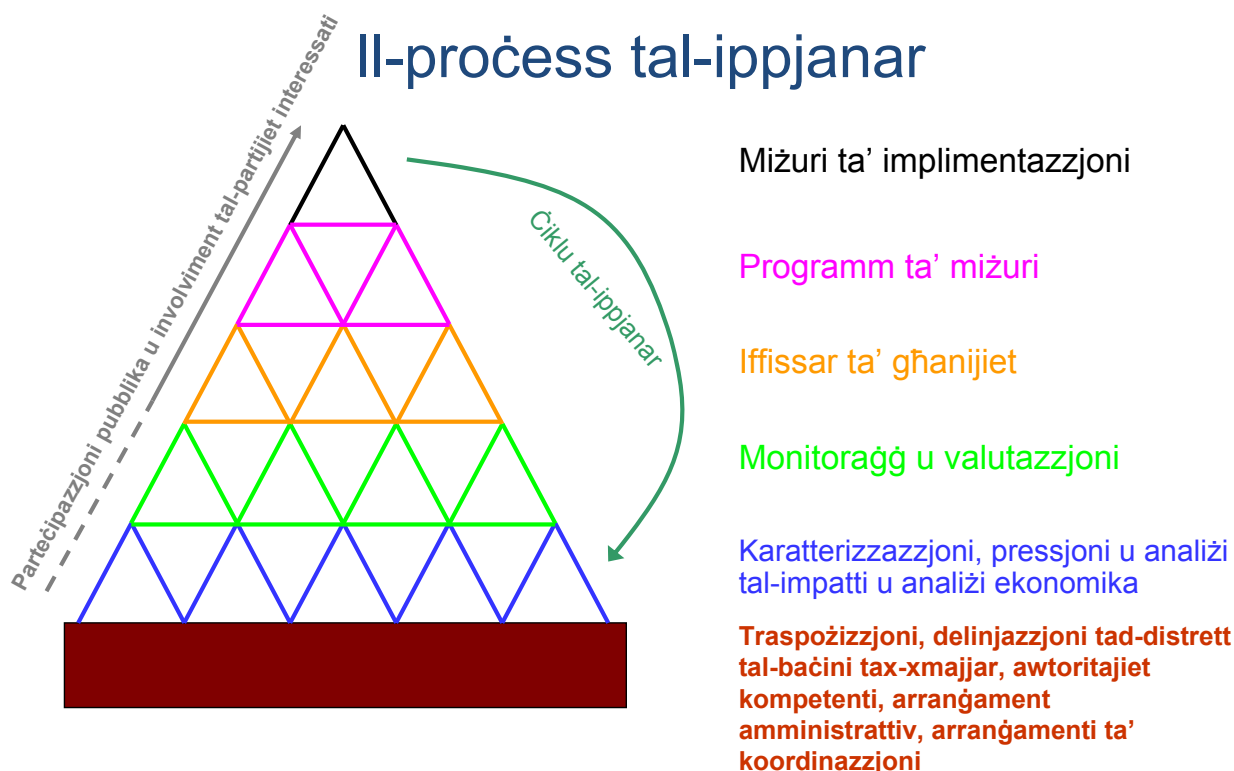 Il-proċess tal-ippjanar
Parteċipazzjoni pubblika u involviment tal-partijiet interessati
Ċiklu tal-ippjanar
Miżuri ta’ implimentazzjoni
Programm ta’ miżuri
Iffissar ta’ għanijiet
Monitoraġġ u valutazzjoni
Karatterizzazzjoni, pressjoni u analiżi
tal-impatti u analiżi ekonomika
Traspożizzjoni, delinjazzjoni tad-distrett
tal-baċini tax-xmajjar, awtoritajiet
kompetenti, arranġament
amministrattiv, arranġamenti ta’
koordinazzjoni